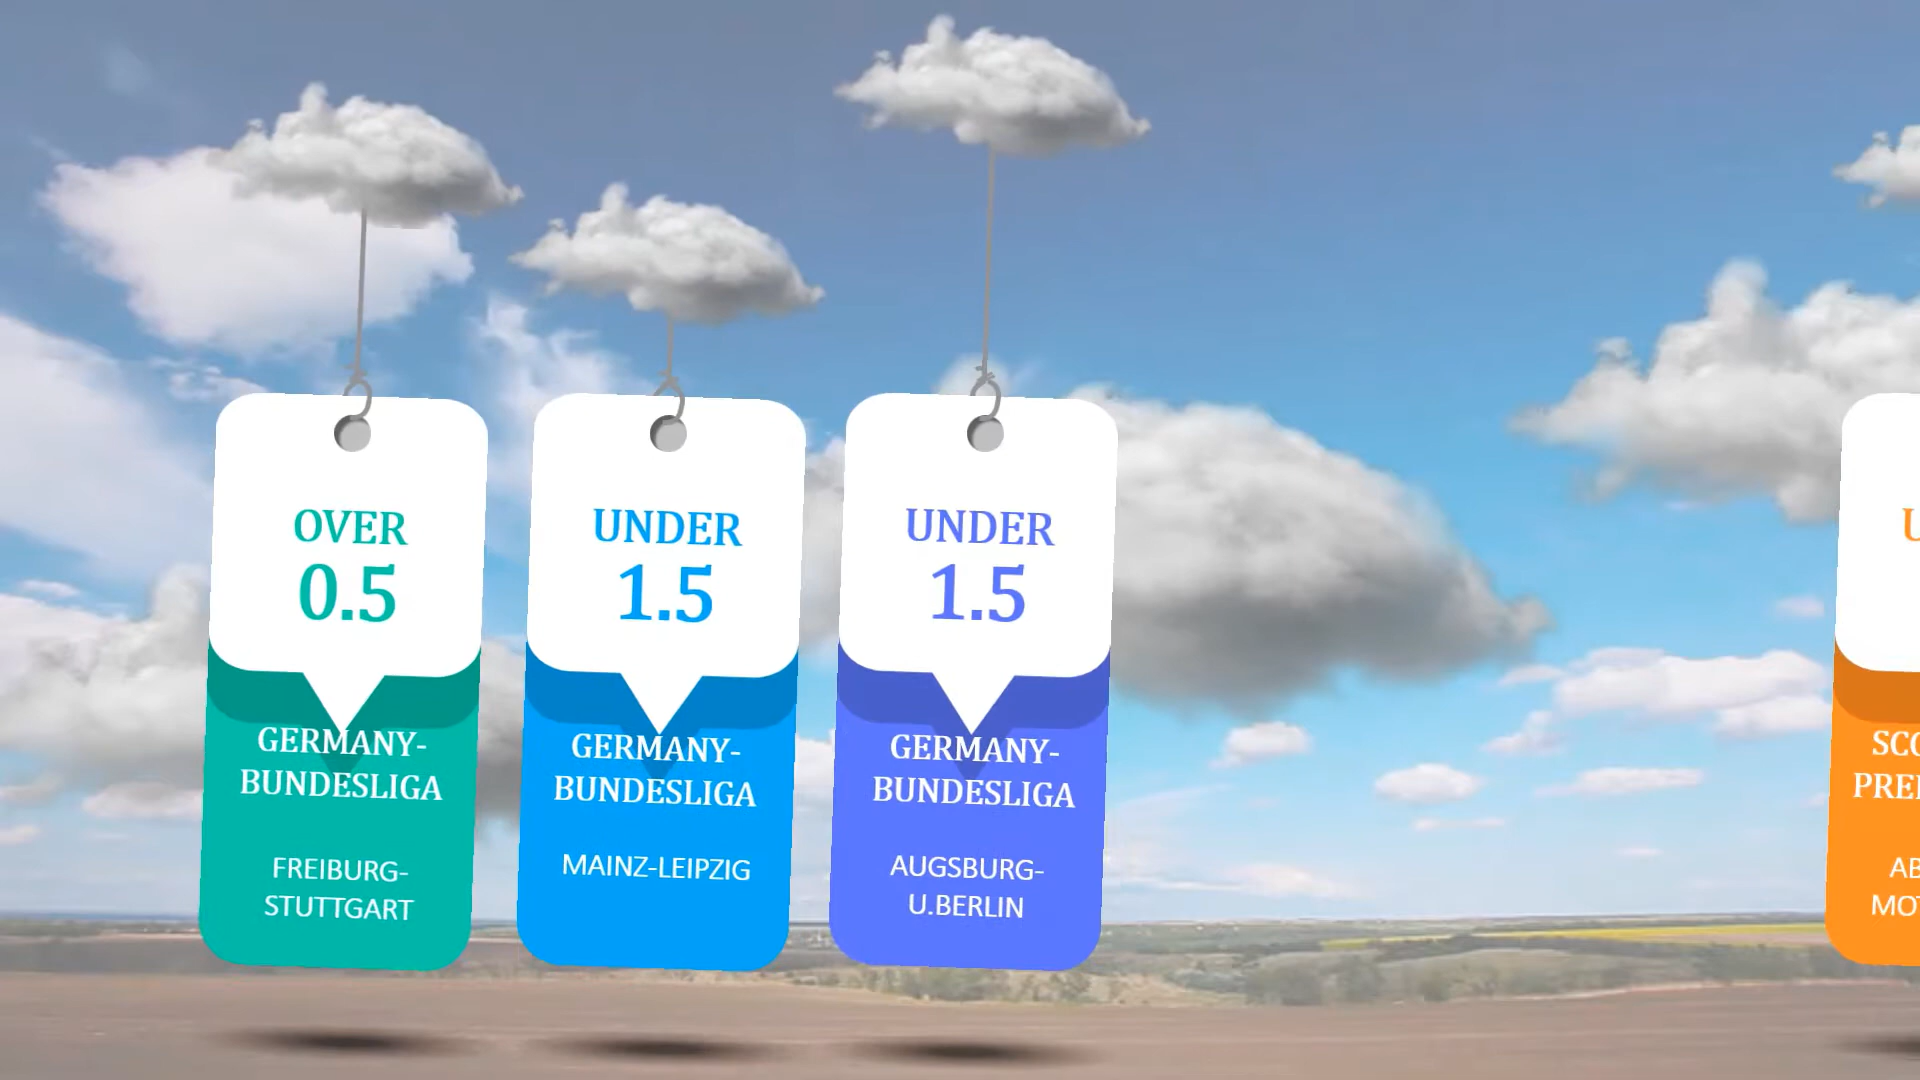 OVER
0.5
GERMANY-
BUNDESLIGA
FREIBURG-
STUTTGART
UNDER
1.5
GERMANY-
BUNDESLIGA
MAINZ-LEIPZIG
UNDER
1.5
GERMANY-
BUNDESLIGA
AUGSBURG-
U.BERLIN